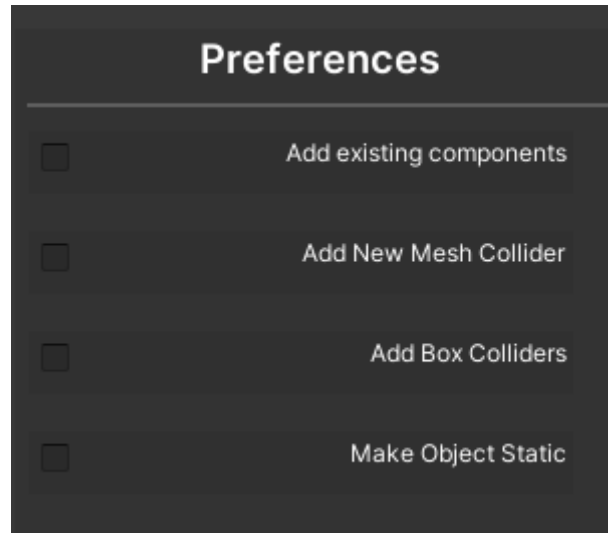 Preferences
Add existing components
Add New Mesh Collider
Add Box Colliders
Make Object Static